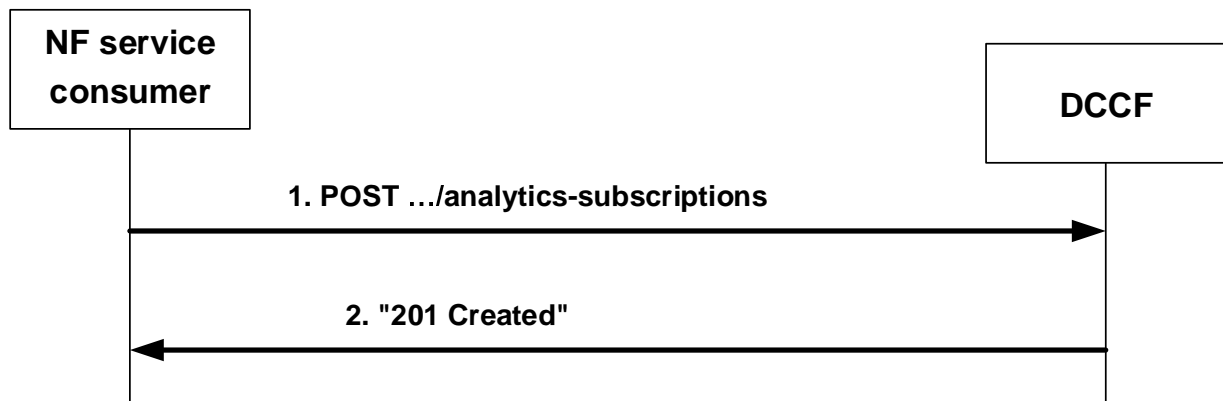 NF service
consumer
DCCF
1. POST …/analytics-subscriptions
2. "201 Created"